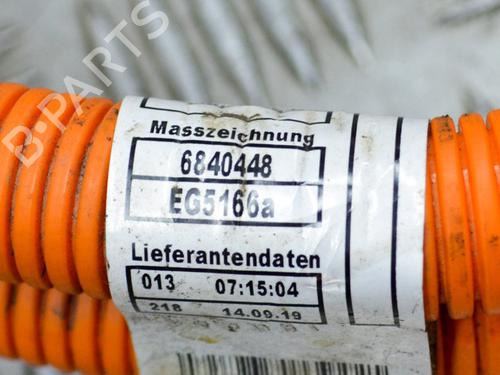 B-PARTS
Masszeichnung
6840448
EG5166a
Lieferantendaten
013 07:15:04
218 14.09.19